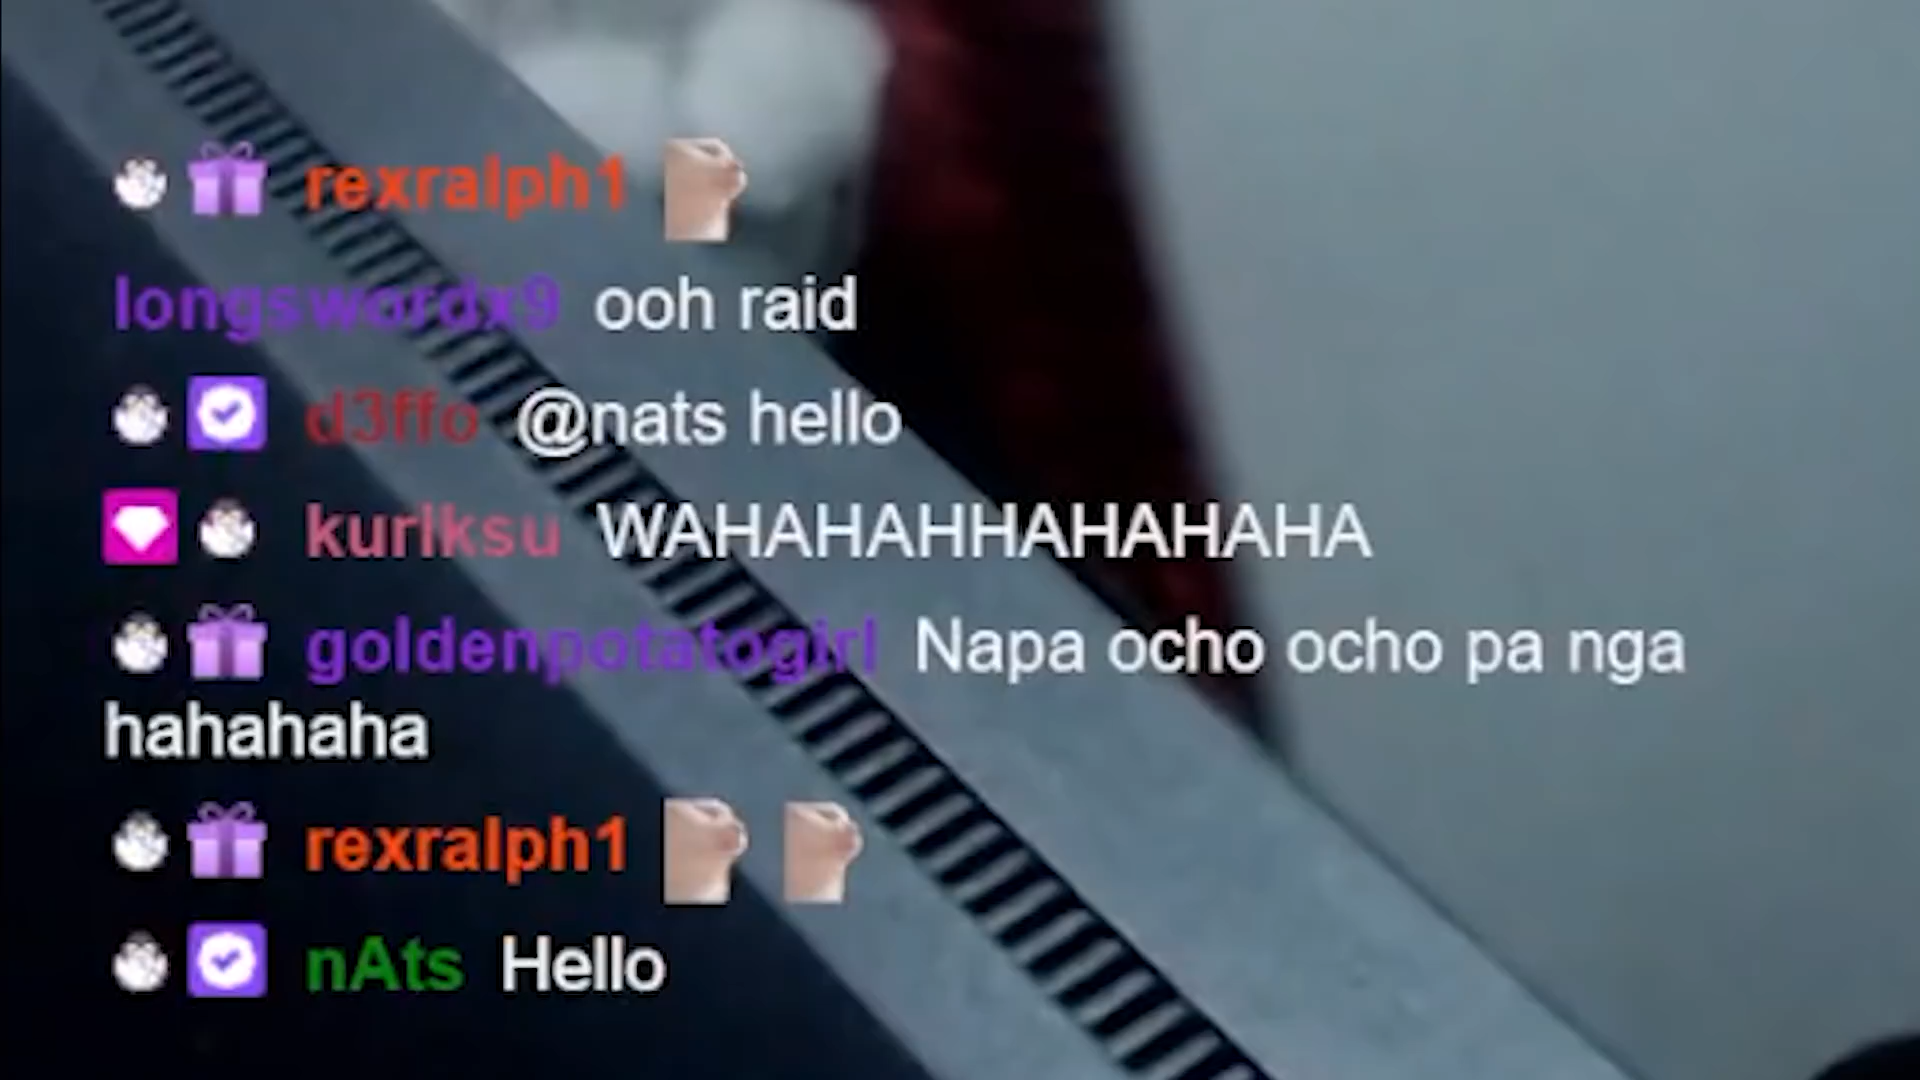 rexralph1
longswordx9 ooh raid
d3ffo @nats hello
kurlksu WAHAHAHHAHAHAHA
goldenpotatogirl Napa ocho ocho pa nga
hahahaha
rexralph1
nAts Hello